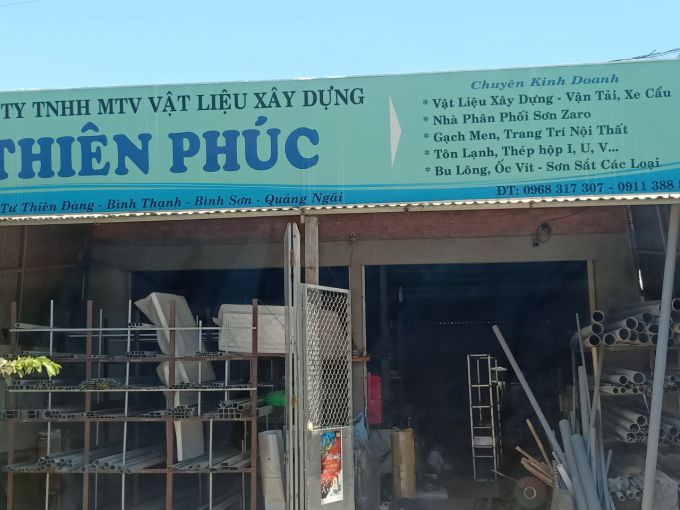 TY TNHH MTV VẬT LIỆU XÂY DỰNG
THIÊN PHÚC
Tư Thiên Dàng - Bình Thạnh - Bình Sơn - Quảng Ngãi
Chuyên Kinh Doanh
* Vật Liệu Xây Dựng - Vận Tải, Xe Cẩu
* Nhà Phân Phối Sơn Zaro
* Gạch Men, Trang Trí Nội Thất
* Tôn Lạnh, Thép hộp I, U, V...
* Bu Lông, Ốc Vít - Sơn Sắt Các Loại
ĐT: 0968 317 307 - 0911 388